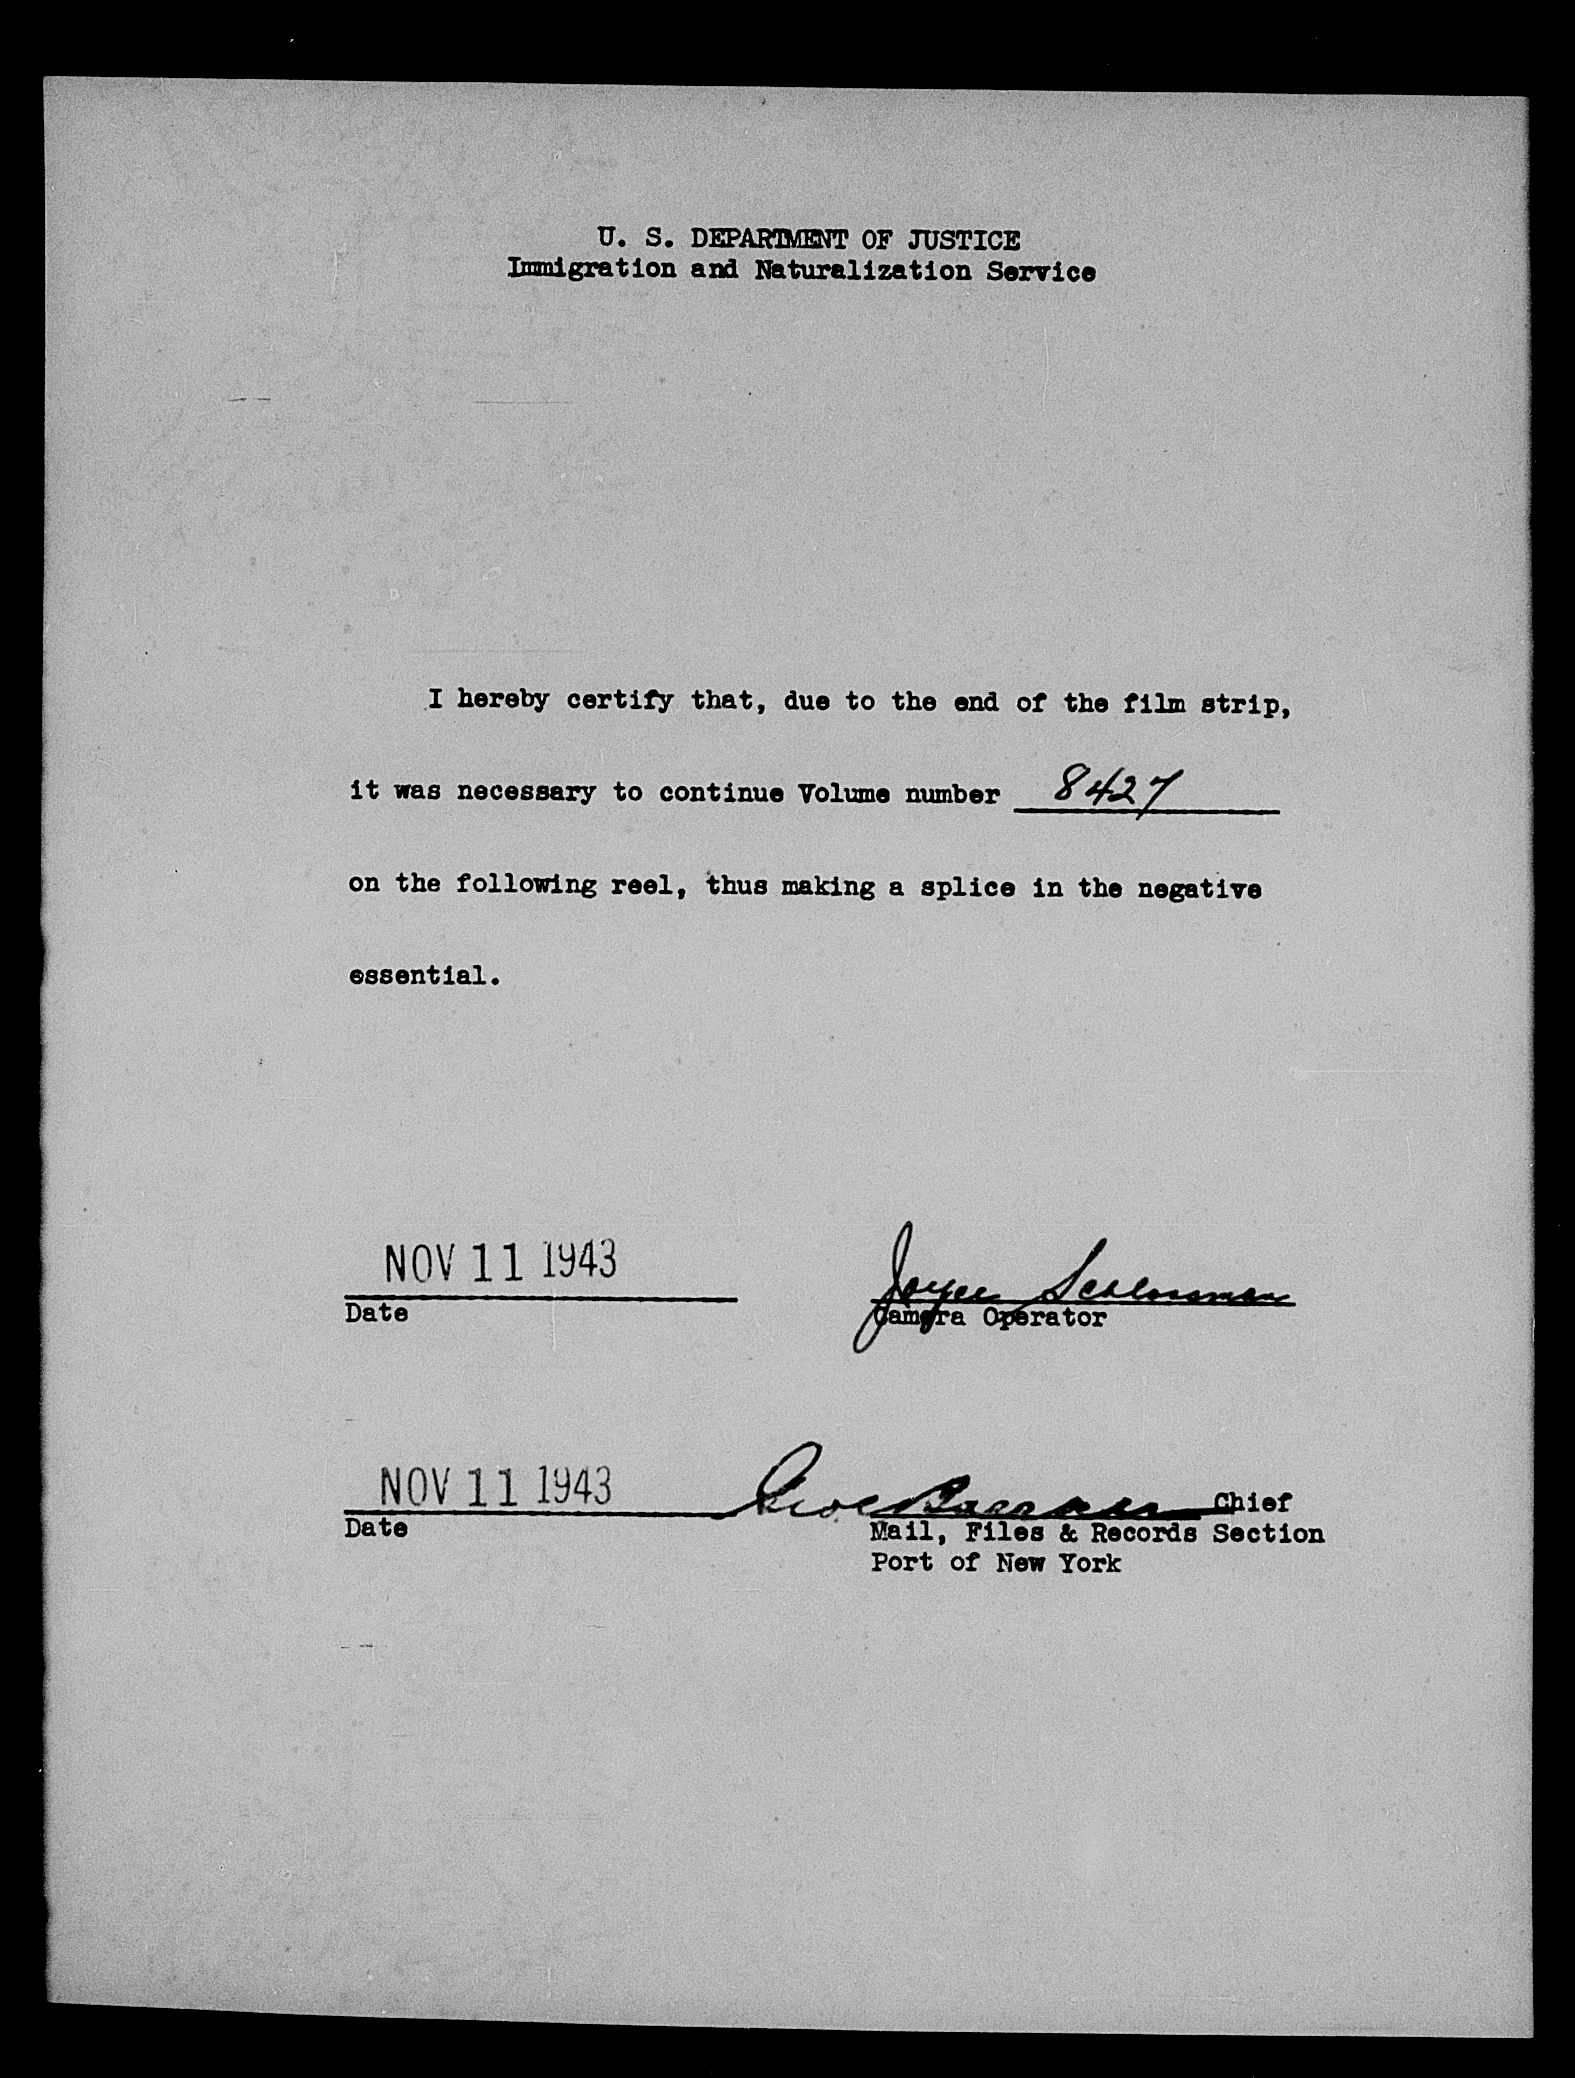 U. S. DEPARTMENT OF JUSTICE
Immigration and Naturalization Service
I hereby certify that, due to the end of the film strip,
it was necessary to continue Volume number 8427
on the following reel, thus making a splice in the negative
essential.
NOV 11 1943
Joyce Schlossman
Date
Camera Operator
NOV 11 1943
Chief
Date
Mail, Files & Records Section
Port of New York